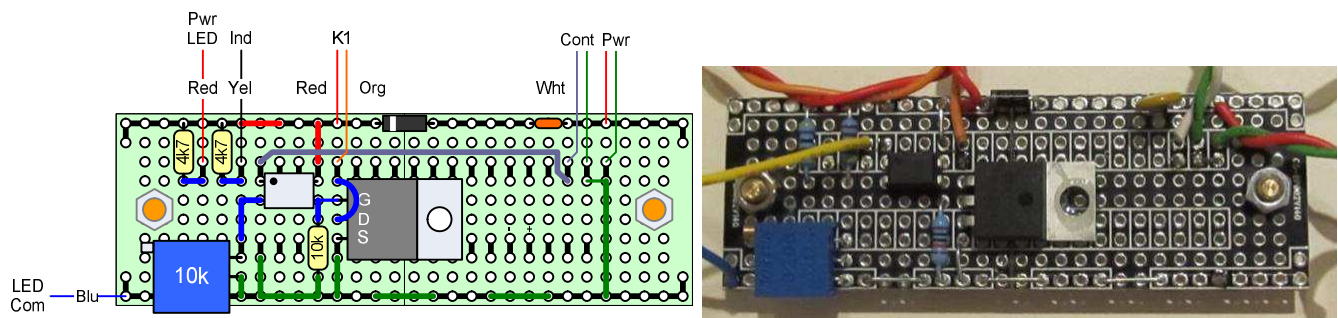 Pwr
LED Ind K1 Cont Pwr
Red Yel Red Org Wht
4k7 4k7
G
D
S
10k
- +
10k
LED
Com Blu